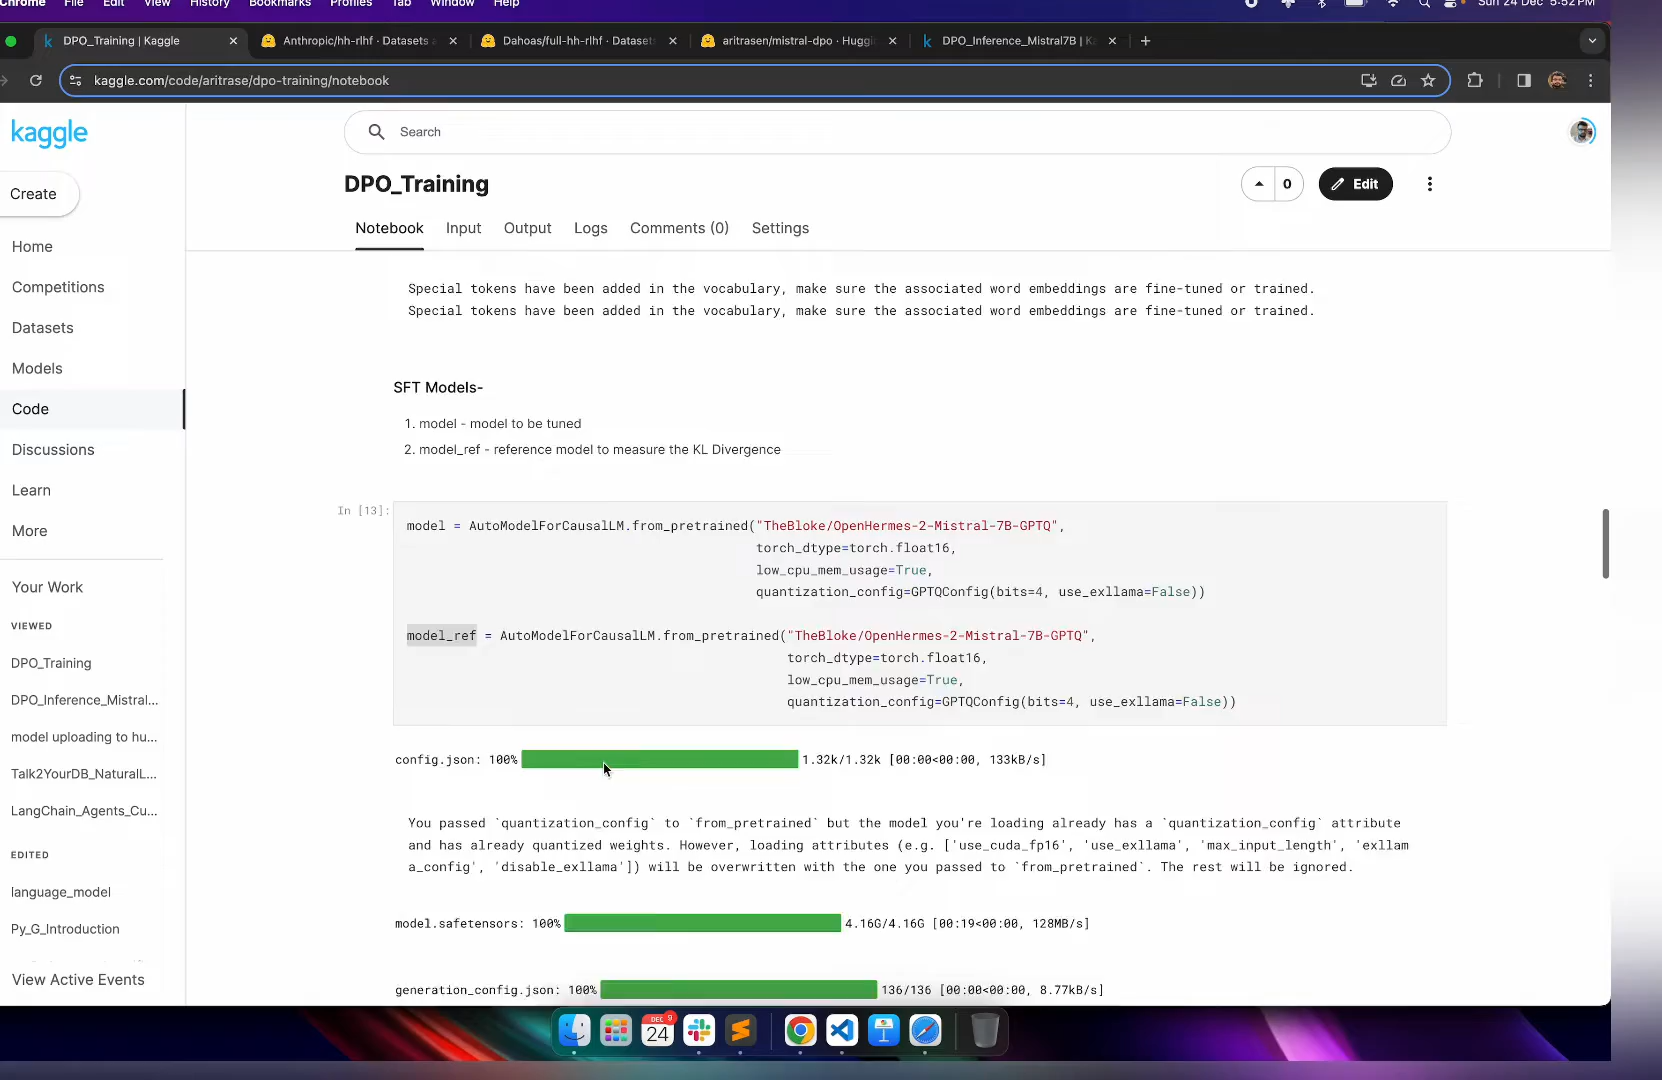 Chrome File Edit View History Bookmarks Profiles Tab Window Help Sun 24 Dec 5:52 PM
DPO_Training | Kaggle
Anthropic/hh-rlhf · Datasets a
Dahoas/full-hh-rlhf · Datasets
aritrasen/mistral-dpo · Huggi
DPO_Inference_Mistral7B | K
kaggle.com/code/aritrase/dpo-training/notebook
kaggle
Search
Create
DPO_Training
0
Edit
Notebook Input Output Logs Comments (0) Settings
Home
Competitions
Datasets
Models
Code
Discussions
Learn
More
Your Work
VIEWED
DPO_Training
DPO_Inference_Mistral...
model uploading to hu...
Talk2YourDB_NaturalL...
LangChain_Agents_Cu...
EDITED
language_model
Py_G_Introduction
View Active Events
Special tokens have been added in the vocabulary, make sure the associated word embeddings are fine-tuned or trained.
Special tokens have been added in the vocabulary, make sure the associated word embeddings are fine-tuned or trained.
SFT Models-
1. model - model to be tuned
2. model_ref - reference model to measure the KL Divergence
In [13]:
model = AutoModelForCausalLM.from_pretrained("TheBloke/OpenHermes-2-Mistral-7B-GPTQ",
torch_dtype=torch.float16,
low_cpu_mem_usage=True,
quantization_config=GPTQConfig(bits=4, use_exllama=False))
model_ref = AutoModelForCausalLM.from_pretrained("TheBloke/OpenHermes-2-Mistral-7B-GPTQ",
torch_dtype=torch.float16,
low_cpu_mem_usage=True,
quantization_config=GPTQConfig(bits=4, use_exllama=False))
config.json: 100% 1.32k/1.32k [00:00<00:00, 133kB/s]
You passed `quantization_config` to `from_pretrained` but the model you're loading already has a `quantization_config` attribute
and has already quantized weights. However, loading attributes (e.g. ['use_cuda_fp16', 'use_exllama', 'max_input_length', 'exllam
a_config', 'disable_exllama']) will be overwritten with the one you passed to `from_pretrained`. The rest will be ignored.
model.safetensors: 100% 4.16G/4.16G [00:19<00:00, 128MB/s]
generation_config.json: 100% 136/136 [00:00<00:00, 8.77kB/s]
DEC 9
24